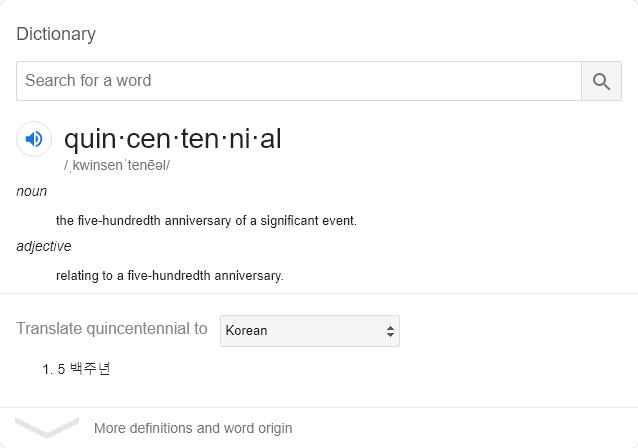 Dictionary
Search for a word
quin·cen·ten·ni·al
/ˌkwinsenˈtenēəl/
noun
the five-hundredth anniversary of a significant event.
adjective
relating to a five-hundredth anniversary.
Translate quincentennial to Korean
1. 5 백주년
More definitions and word origin